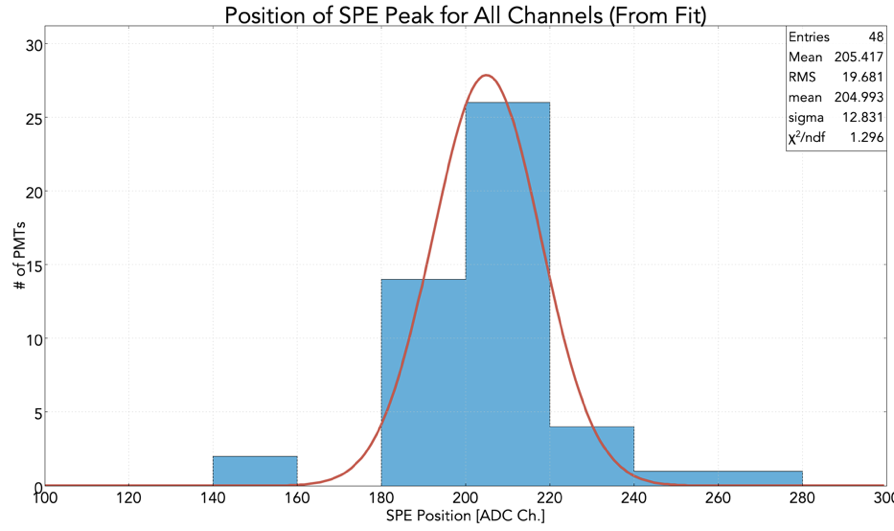 Position of SPE Peak for All Channels (From Fit)
Entries 48
Mean 205.417
RMS 19.681
mean 204.993
sigma 12.831
χ²/ndf 1.296
30
25
20
15
10
5
0
# of PMTs
100 120 140 160 180 200 220 240 260 280 300
SPE Position [ADC Ch.]